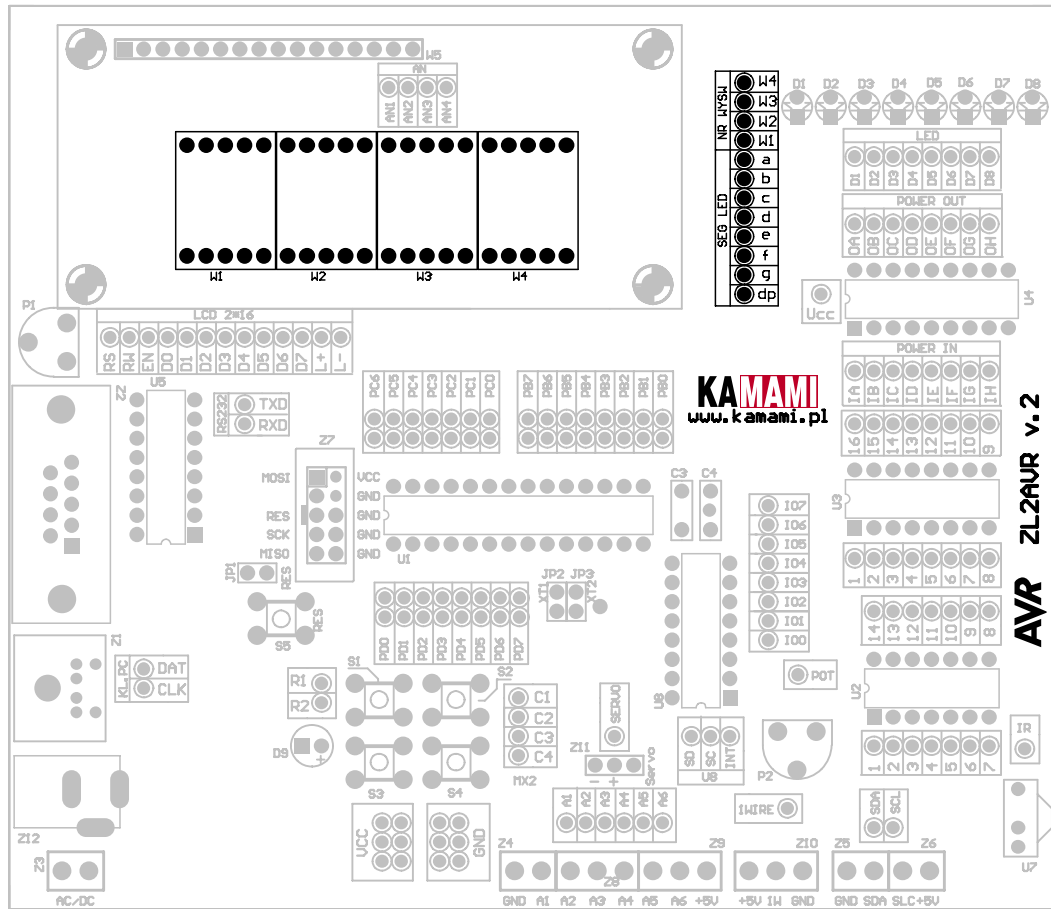 W5
AN
AN1 AN2 AN3 AN4
W1 W2 W3 W4
NR WYSW
W4
W3
W2
W1
SEG LED
a
b
c
d
e
f
g
dp
D1 D2 D3 D4 D5 D6 D7 D8
LED
D1 D2 D3 D4 D5 D6 D7 D8
POWER OUT
OA OB OC OD OE OF OG OH
Ucc
U4
P1
LCD 2*16
RS RW EN D0 D1 D2 D3 D4 D5 D6 D7 L+ L-
POWER IN
IA IB IC ID IE IF IG IH
16 15 14 13 12 11 10 9
U3
1 2 3 4 5 6 7 8
Z2
U5
RS232
TXD
RXD
PC6 PC5 PC4 PC3 PC2 PC1 PC0
PB7 PB6 PB5 PB4 PB3 PB2 PB1 PB0
KAMAMI
www.kamami.pl
AVR ZL2AVR v.2
Z7
MOSI VCC
GND
RES GND
SCK GND
MISO GND
U1
C3 C4
IO7
IO6
IO5
IO4
IO3
IO2
IO1
IO0
JP1
RES
RES
S5
JP2 JP3
XT1 XT2
PD0 PD1 PD2 PD3 PD4 PD5 PD6 PD7
14 13 12 11 10 9 8
U2
1 2 3 4 5 6 7
Z1
KL.PC
DAT
CLK
R1
R2
D9
+
S1
S2
S3
S4
C1
C2
C3
C4
MX2
SERVO
Z11
- +
Servo
U8
SD SC INT
U8
POT
P2
IR
1WIRE
SDA SCL
U7
Z12
Z3
AC/DC
VCC
GND
A1 A2 A3 A4 A5 A6
Z4 Z8 Z9
GND A1 A2 A3 A4 A5 A6 +5V
Z10
+5V 1W GND
Z5 Z6
GND SDA SLC+5V